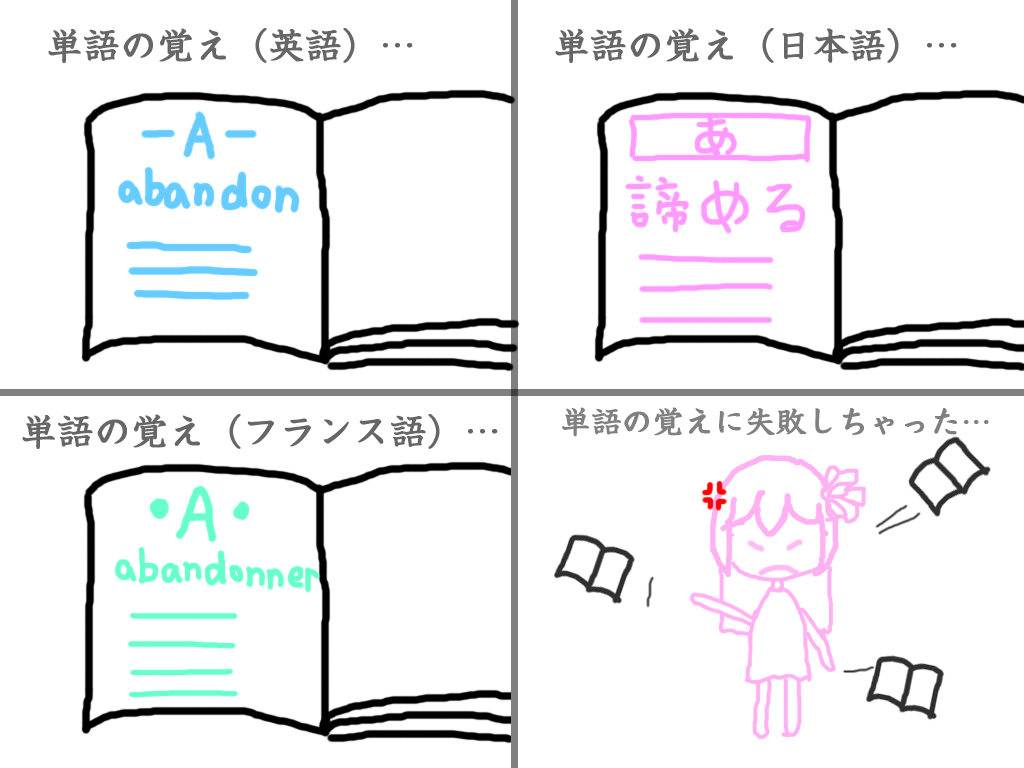 単語の覚え（英語）…
A
abandon
単語の覚え（日本語）…
あ
諦める
単語の覚え（フランス語）…
•A•
abandonner
単語の覚えに失敗しちゃった…